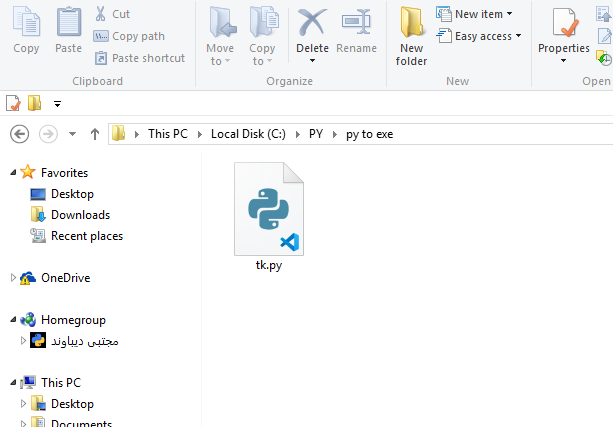 Copy
Paste
Cut
Copy path
Paste shortcut
Clipboard
Move to
Copy to
Delete
Rename
Organize
New folder
New item
Easy access
New
Properties
Open
This PC
Local Disk (C:)
PY
py to exe
Favorites
Desktop
Downloads
Recent places
OneDrive
Homegroup
مجتبی دیباوند
This PC
Desktop
Documents
tk.py